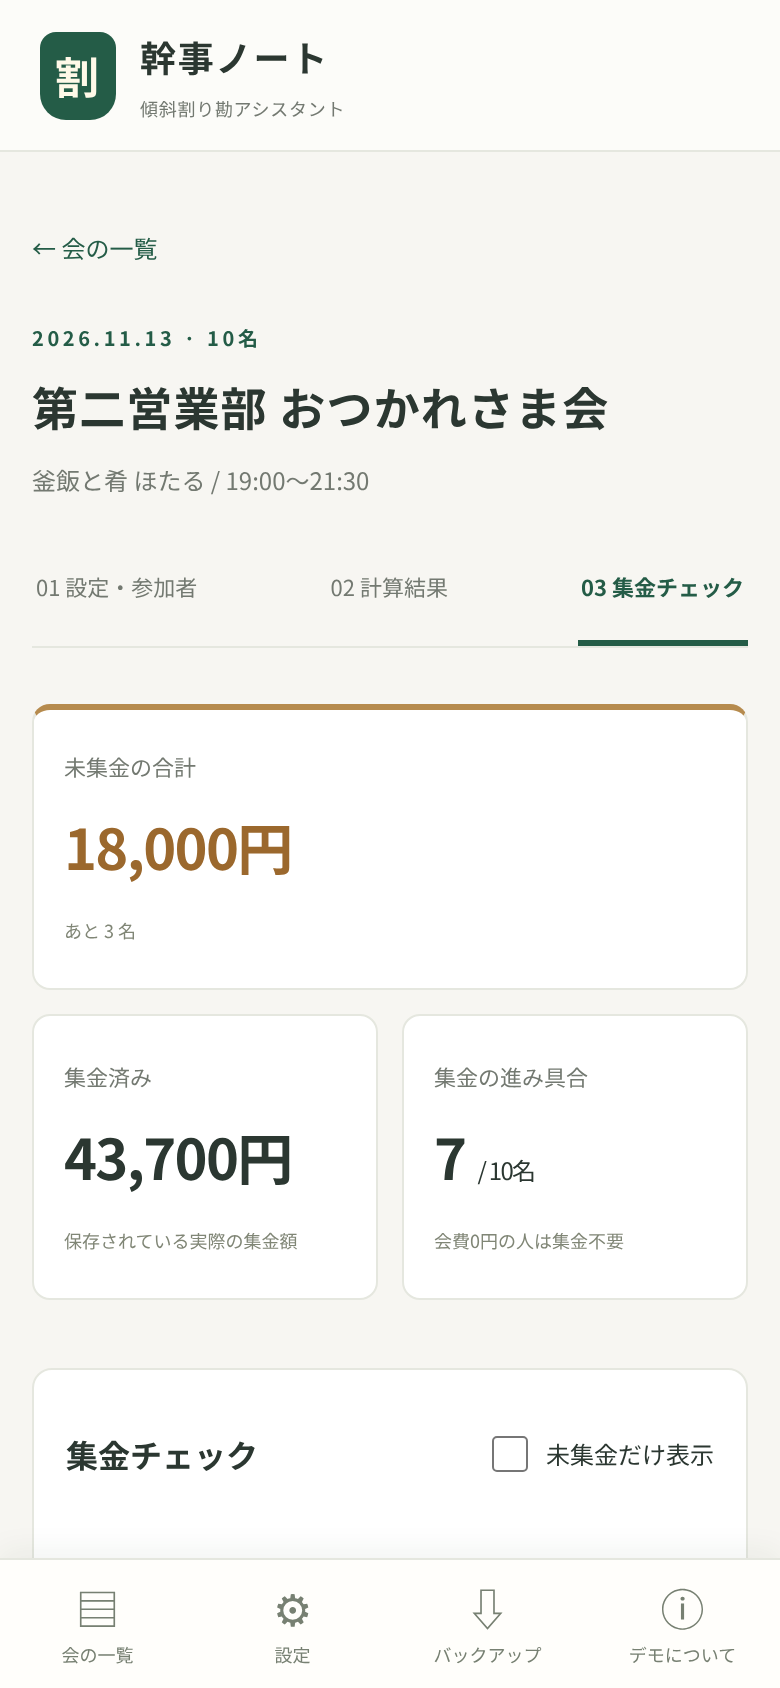 割
幹事ノート
傾斜割り勘アシスタント
← 会の一覧
2026.11.13 · 10名
第二営業部 おつかれさま会
釜飯と肴 ほたる / 19:00〜21:30
01 設定・参加者
02 計算結果
03 集金チェック
未集金の合計
18,000円
あと 3 名
集金済み
43,700円
保存されている実際の集金額
集金の進み具合
7 / 10名
会費0円の人は集金不要
集金チェック
未集金だけ表示
会の一覧
設定
バックアップ
デモについて